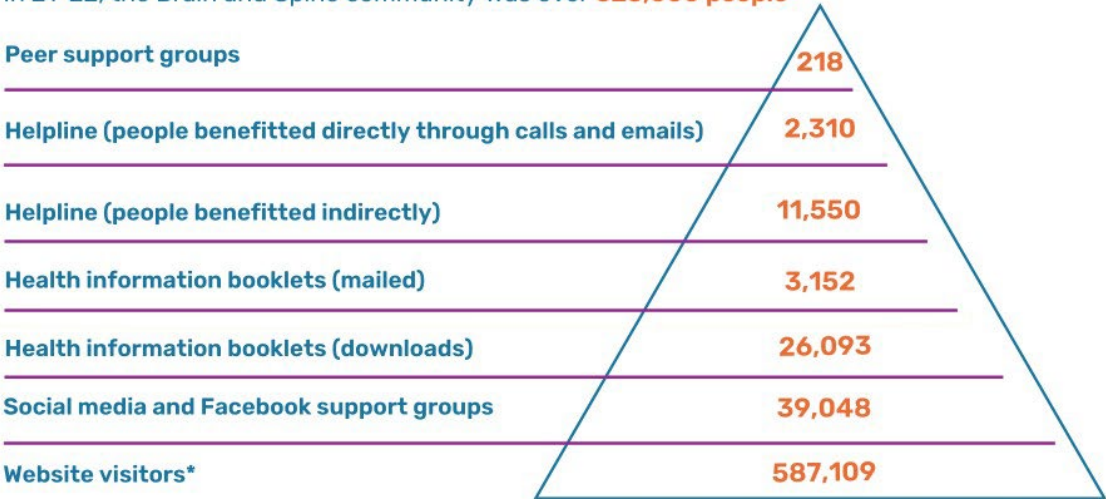 Peer support groups
218
Helpline (people benefitted directly through calls and emails)
2,310
Helpline (people benefitted indirectly)
11,550
Health information booklets (mailed)
3,152
Health information booklets (downloads)
26,093
Social media and Facebook support groups
39,048
Website visitors*
587,109